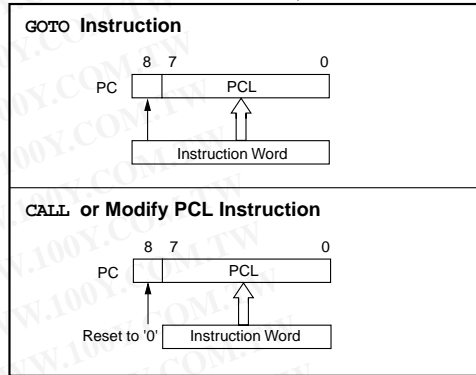 GOTO Instruction
8 7 0
PC PCL
Instruction Word
CALL or Modify PCL Instruction
8 7 0
PC PCL
Reset to '0' Instruction Word